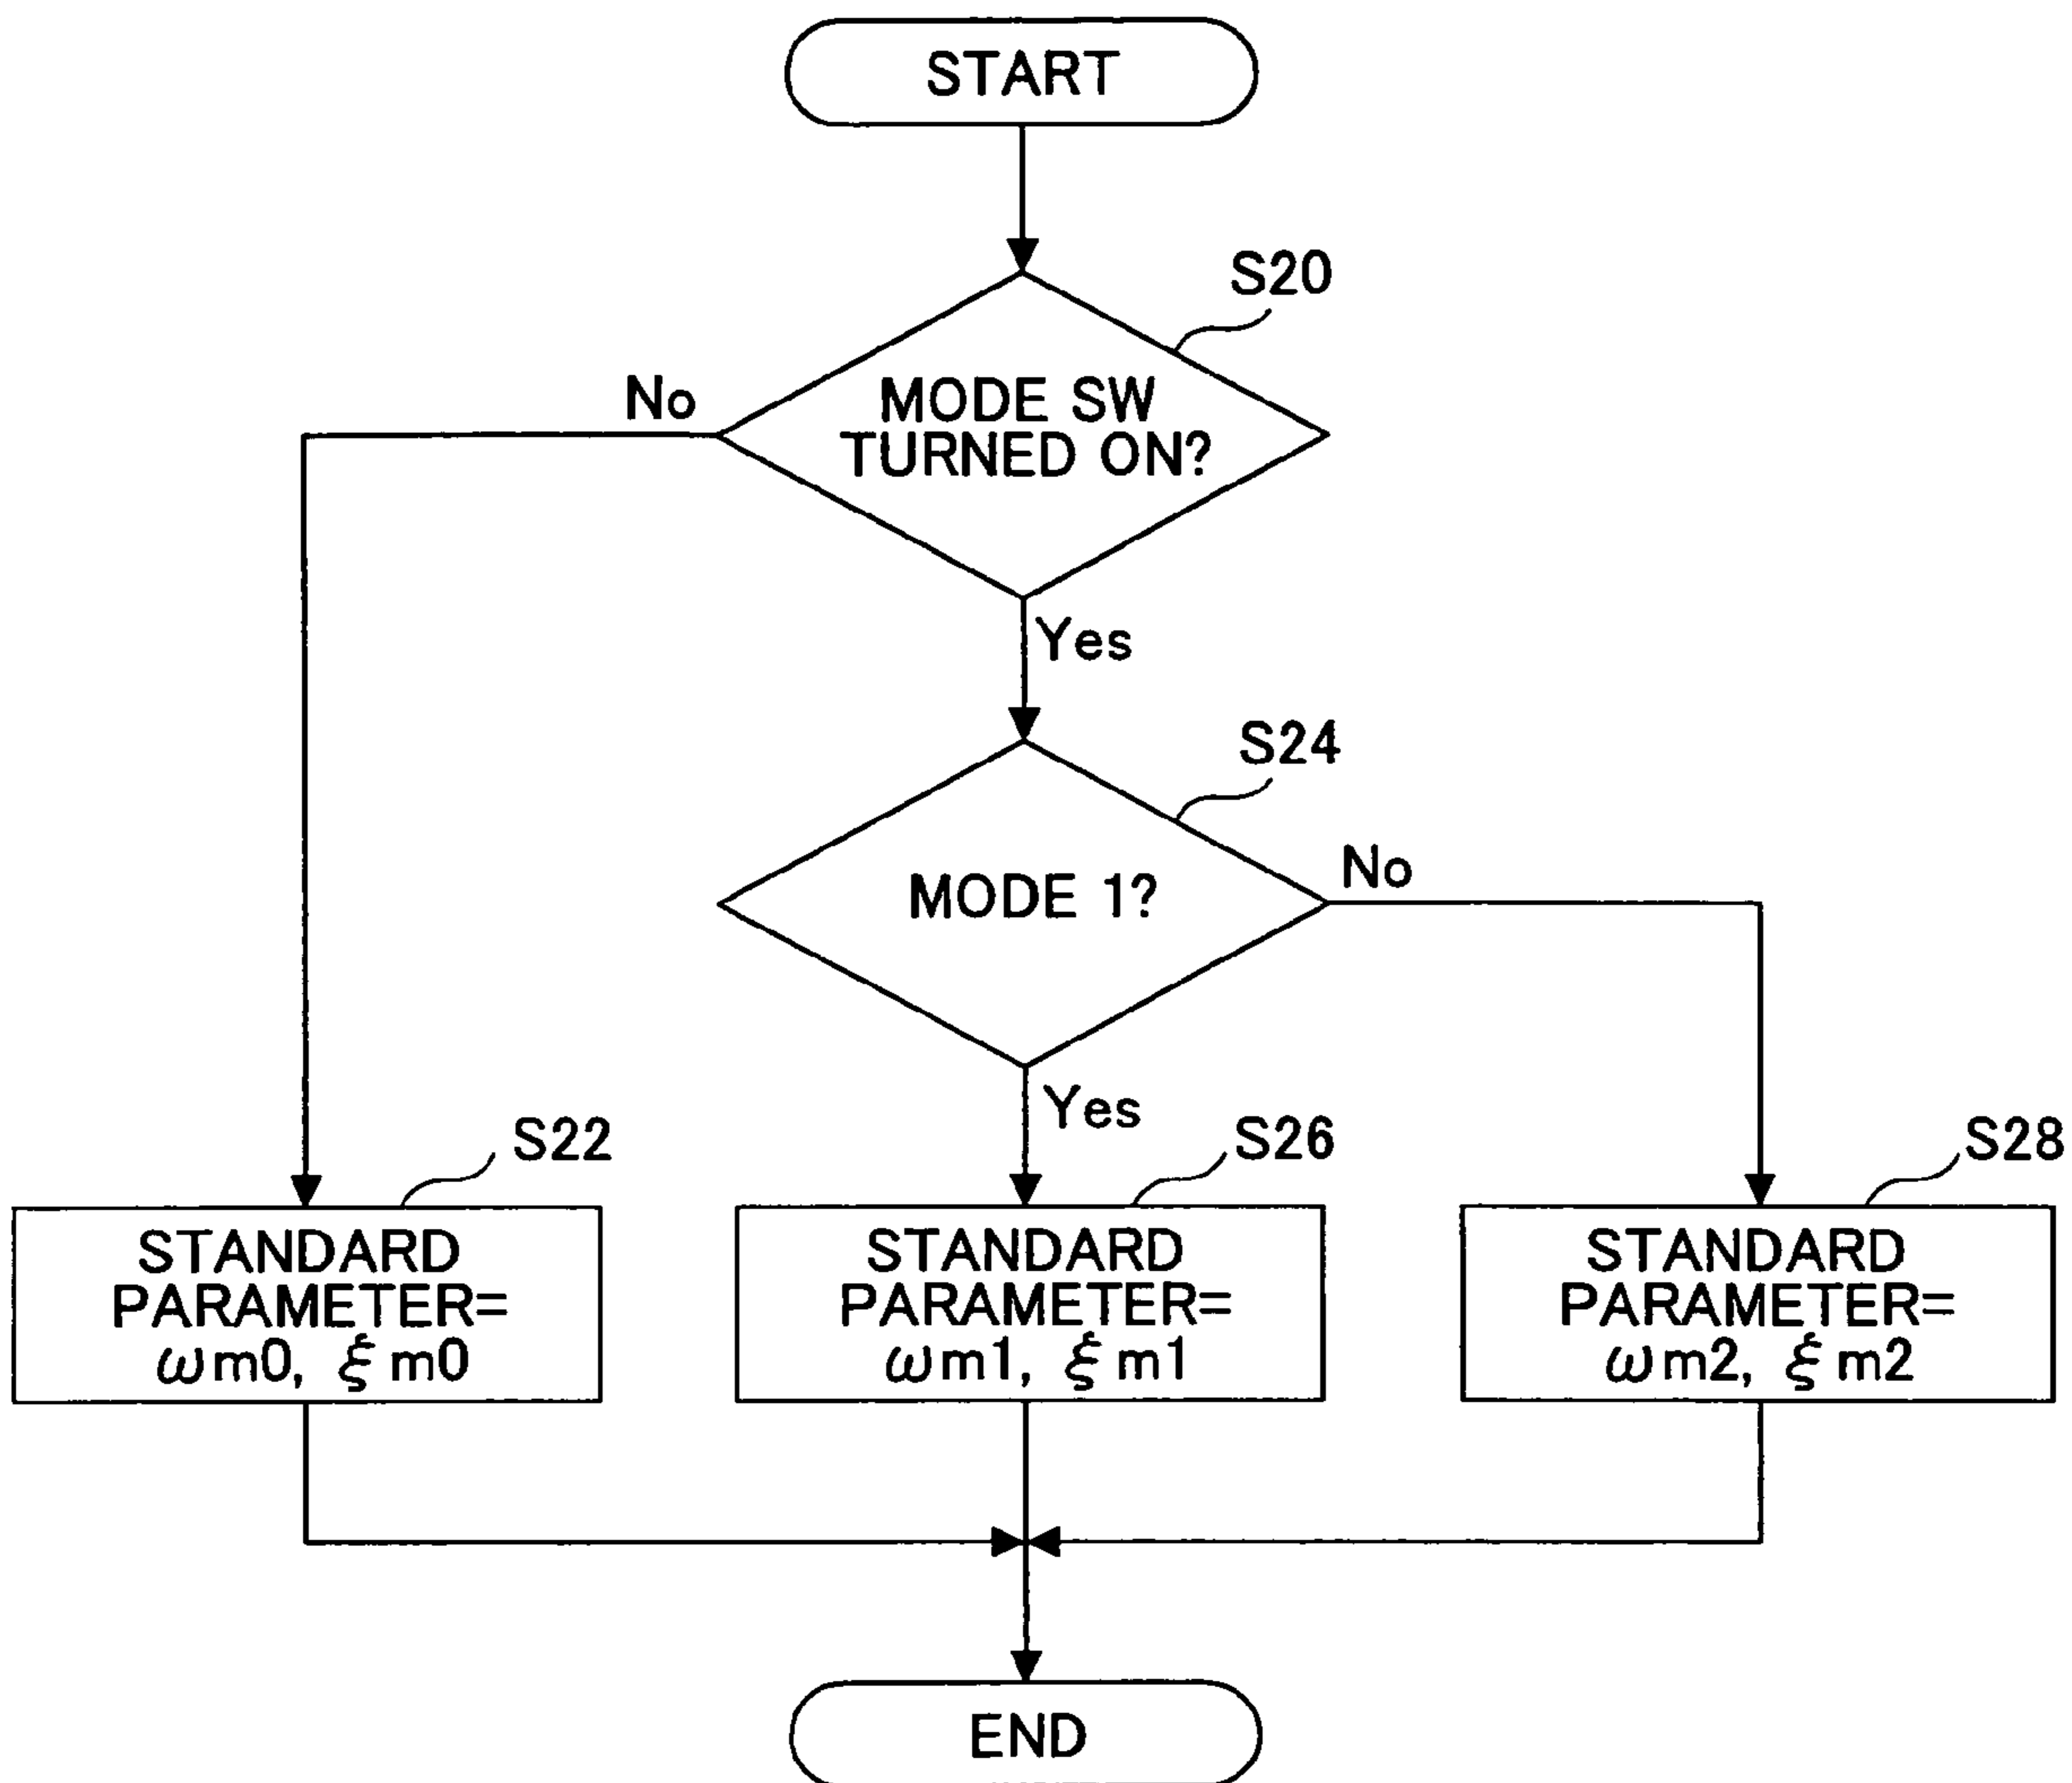 START
S20
No
MODE SW
TURNED ON?
Yes
S24
MODE 1?
No
Yes
S22
S26
S28
STANDARD
PARAMETER=
ωm0, ξm0
STANDARD
PARAMETER=
ωm1, ξm1
STANDARD
PARAMETER=
ωm2, ξm2
END